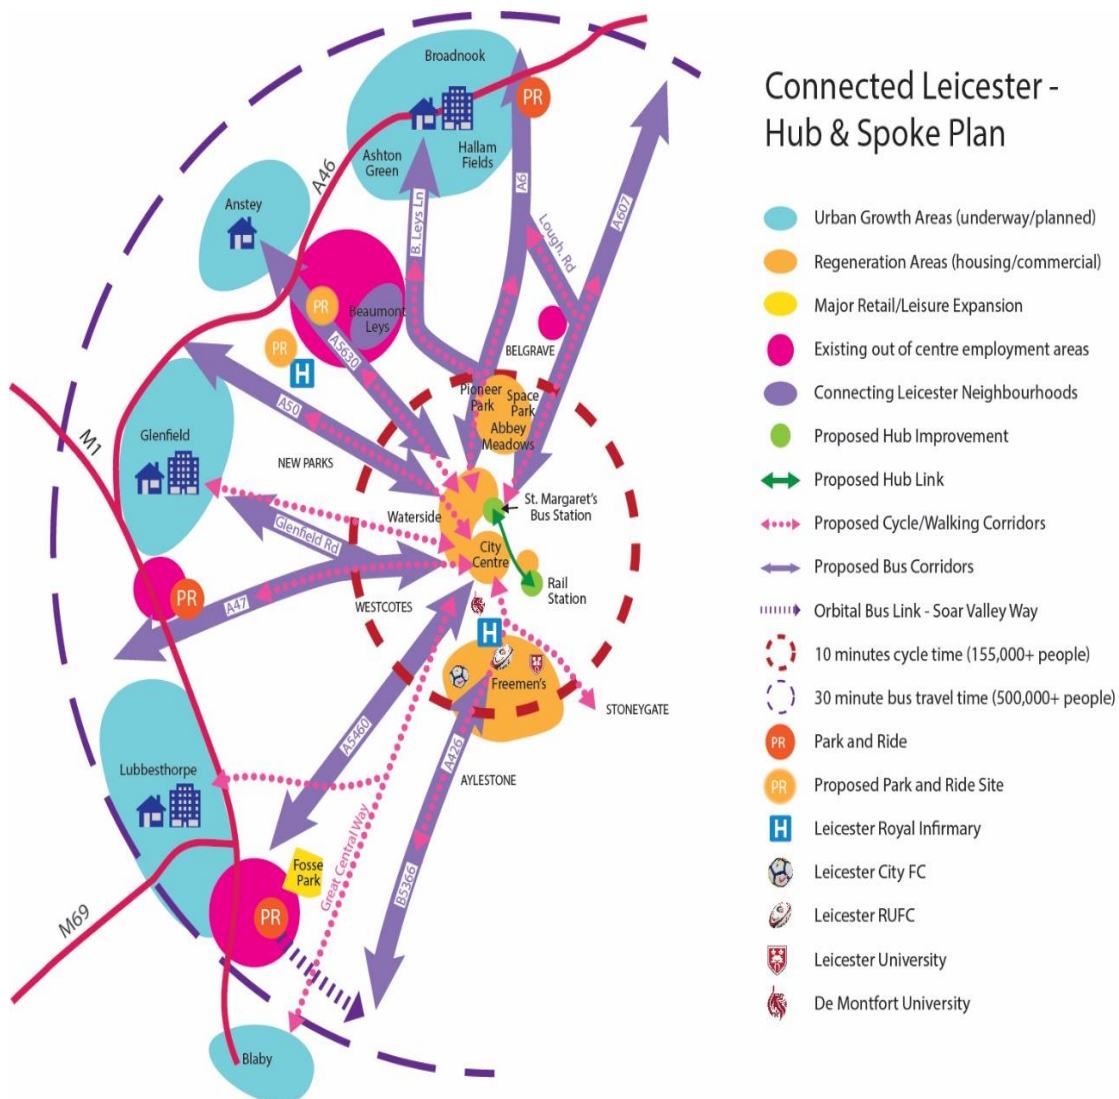 Connected Leicester -
Hub & Spoke Plan
Urban Growth Areas (underway/planned)
Regeneration Areas (housing/commercial)
Major Retail/Leisure Expansion
Existing out of centre employment areas
Connecting Leicester Neighbourhoods
Proposed Hub Improvement
Proposed Hub Link
Proposed Cycle/Walking Corridors
Proposed Bus Corridors
Orbital Bus Link - Soar Valley Way
10 minutes cycle time (155,000+ people)
30 minute bus travel time (500,000+ people)
PR
Park and Ride
PR
Proposed Park and Ride Site
H
Leicester Royal Infirmary
Leicester City FC
Leicester RUFC
Leicester University
De Montfort University
Broadnook
PR
Ashton
Green
Hallam
Fields
A46
Anstey
B. Leys Ln
A6
Lough. Rd
A607
PR
Beaumont
Leys
PR
H
A5630
BELGRAVE
A50
Pioneer
Park
Space
Park
Abbey
Meadows
M1
Glenfield
NEW PARKS
Waterside
St. Margaret's
Bus Station
Glenfield Rd
City
Centre
Rail
Station
PR
A47
WESTCOTES
H
Freemen's
STONEYGATE
A5460
A426
AYLESTONE
Lubbesthorpe
Great Central Way
B5366
Fosse
Park
PR
M69
Blaby